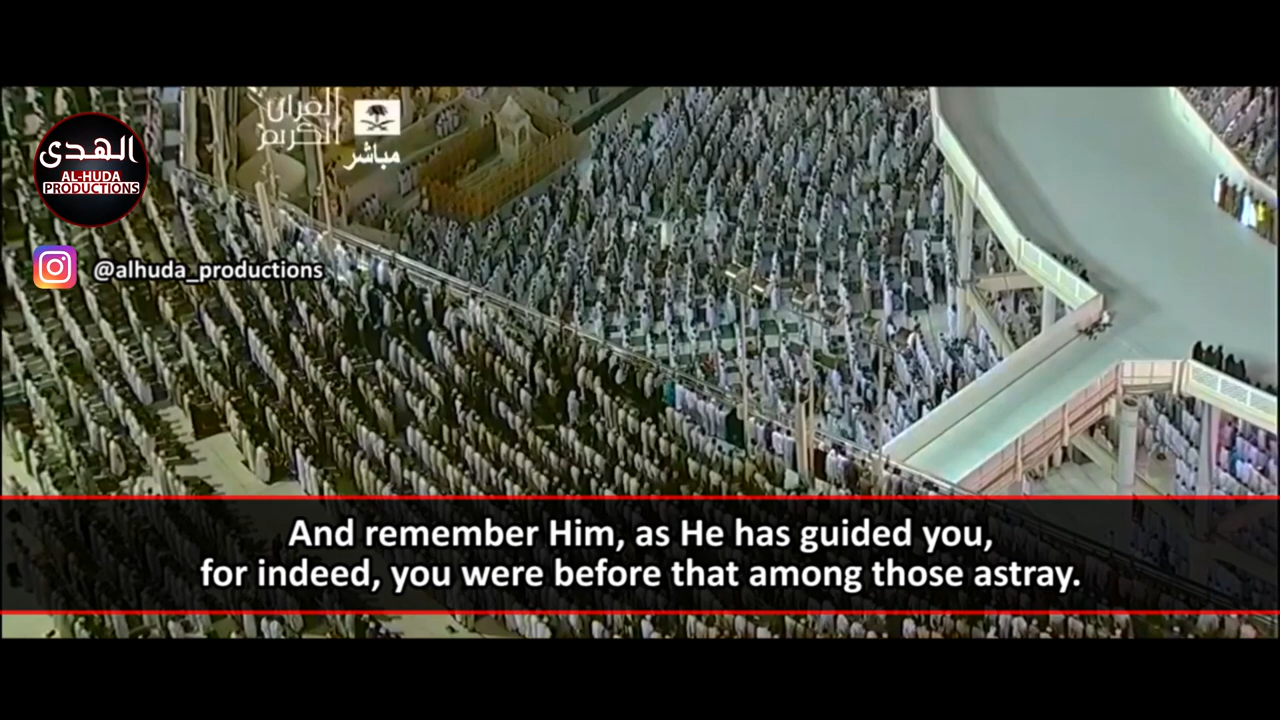 القرآن
الكريم
مباشر
الهدى
AL-HUDA
PRODUCTIONS
@alhuda_productions
And remember Him, as He has guided you,
for indeed, you were before that among those astray.